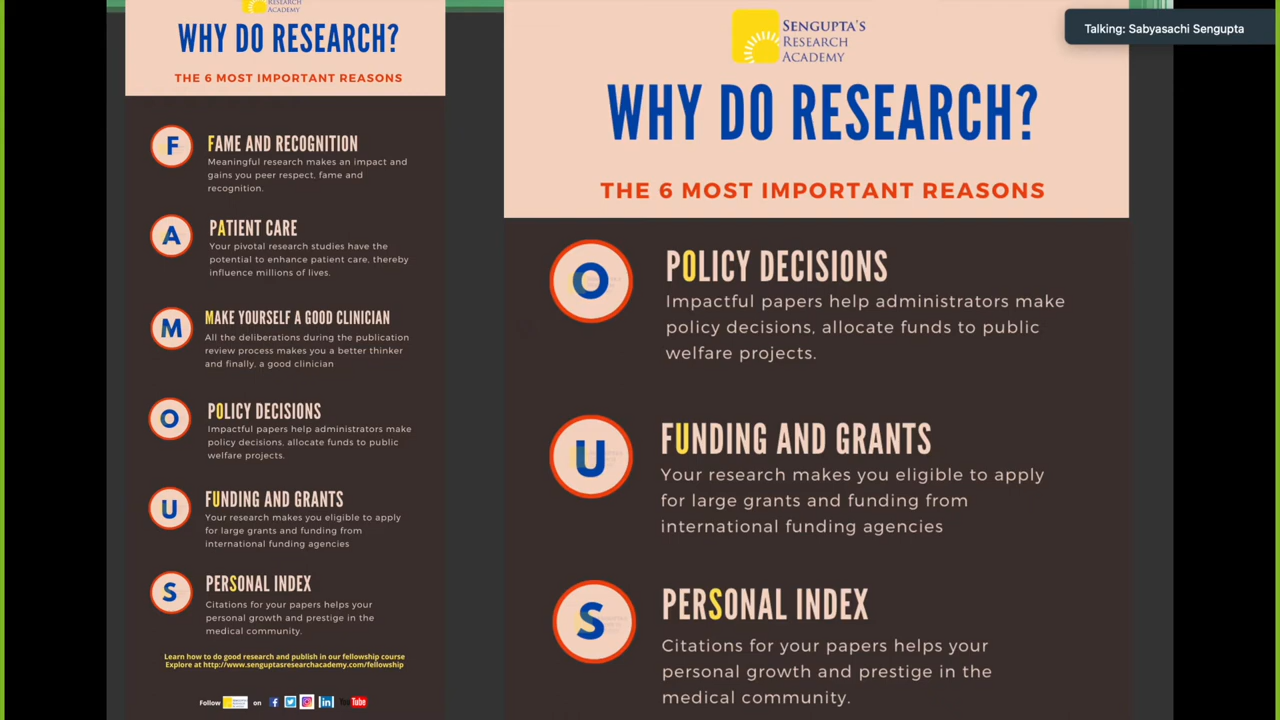 RESEARCH
ACADEMY
WHY DO RESEARCH?
THE 6 MOST IMPORTANT REASONS
F
FAME AND RECOGNITION
Meaningful research makes an impact and
gains you peer respect, fame and
recognition.
A
PATIENT CARE
Your pivotal research studies have the
potential to enhance patient care, thereby
influence millions of lives.
M
MAKE YOURSELF A GOOD CLINICIAN
All the deliberations during the publication
review process makes you a better thinker
and finally, a good clinician
O
POLICY DECISIONS
Impactful papers help administrators make
policy decisions, allocate funds to public
welfare projects.
U
FUNDING AND GRANTS
Your research makes you eligible to apply
for large grants and funding from
international funding agencies
S
PERSONAL INDEX
Citations for your papers helps your
personal growth and prestige in the
medical community.
Learn how to do good research and publish in our fellowship course
Explore at http://www.senguptasresearchacademy.com/fellowship
Follow on
YouTube
SENGUPTA'S
RESEARCH
ACADEMY
WHY DO RESEARCH?
THE 6 MOST IMPORTANT REASONS
O
POLICY DECISIONS
Impactful papers help administrators make
policy decisions, allocate funds to public
welfare projects.
U
FUNDING AND GRANTS
Your research makes you eligible to apply
for large grants and funding from
international funding agencies
S
PERSONAL INDEX
Citations for your papers helps your
personal growth and prestige in the
medical community.
Talking: Sabyasachi Sengupta